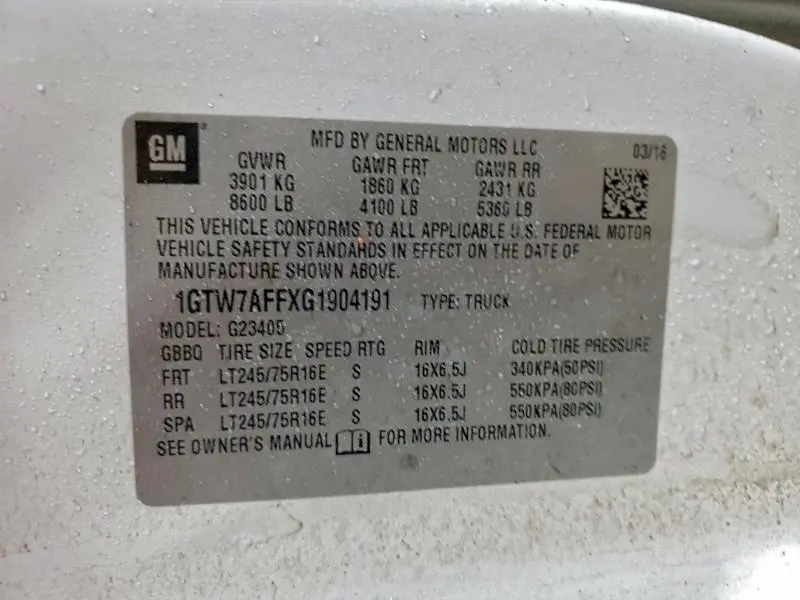 GM
MFD BY GENERAL MOTORS LLC 03/16
GVWR GAWR FRT GAWR RR
3901 KG 1860 KG 2431 KG
8600 LB 4100 LB 5360 LB
THIS VEHICLE CONFORMS TO ALL APPLICABLE U.S. FEDERAL MOTOR
VEHICLE SAFETY STANDARDS IN EFFECT ON THE DATE OF
MANUFACTURE SHOWN ABOVE.
1GTW7AFFXG1904191 TYPE: TRUCK
MODEL: G23405
GBBQ TIRE SIZE SPEED RTG RIM COLD TIRE PRESSURE
FRT LT245/75R16E S 16X6.5J 340KPA(50PSI)
RR LT245/75R16E S 16X6.5J 550KPA(80PSI)
SPA LT245/75R16E S 16X6.5J 550KPA(80PSI)
SEE OWNER'S MANUAL i FOR MORE INFORMATION.